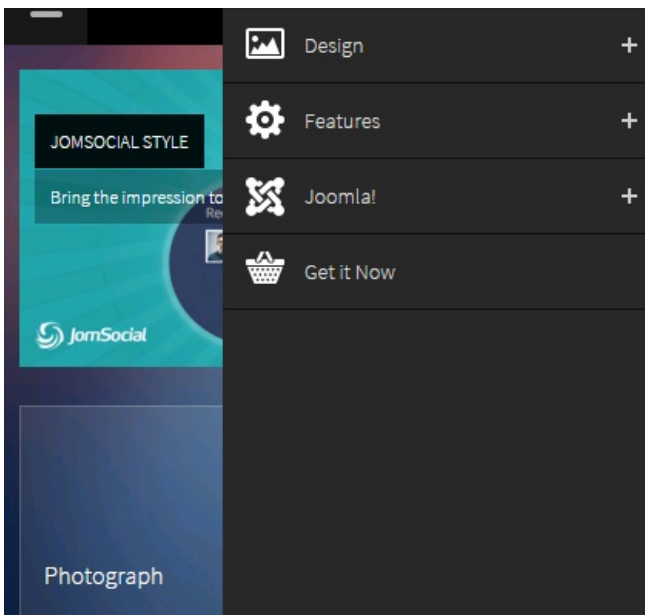 Design +
Features +
JOMSOCIAL STYLE
Joomla! +
Bring the impression to
Get it Now
JomSocial
Photograph